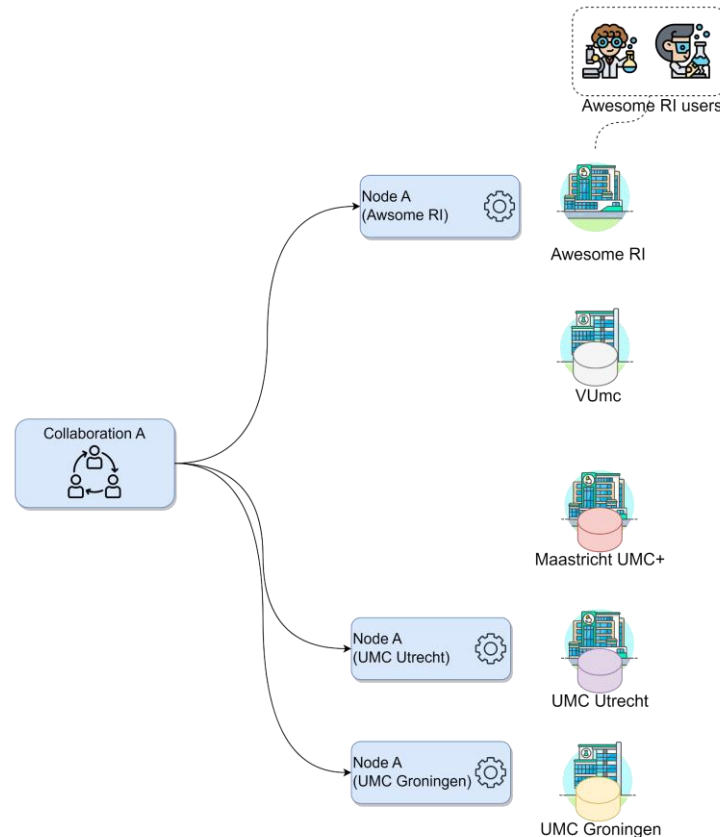 Awesome RI users
Node A
(Awsome RI)
Awesome RI
VUmc
Collaboration A
Maastricht UMC+
Node A
(UMC Utrecht)
UMC Utrecht
Node A
(UMC Groningen)
UMC Groningen